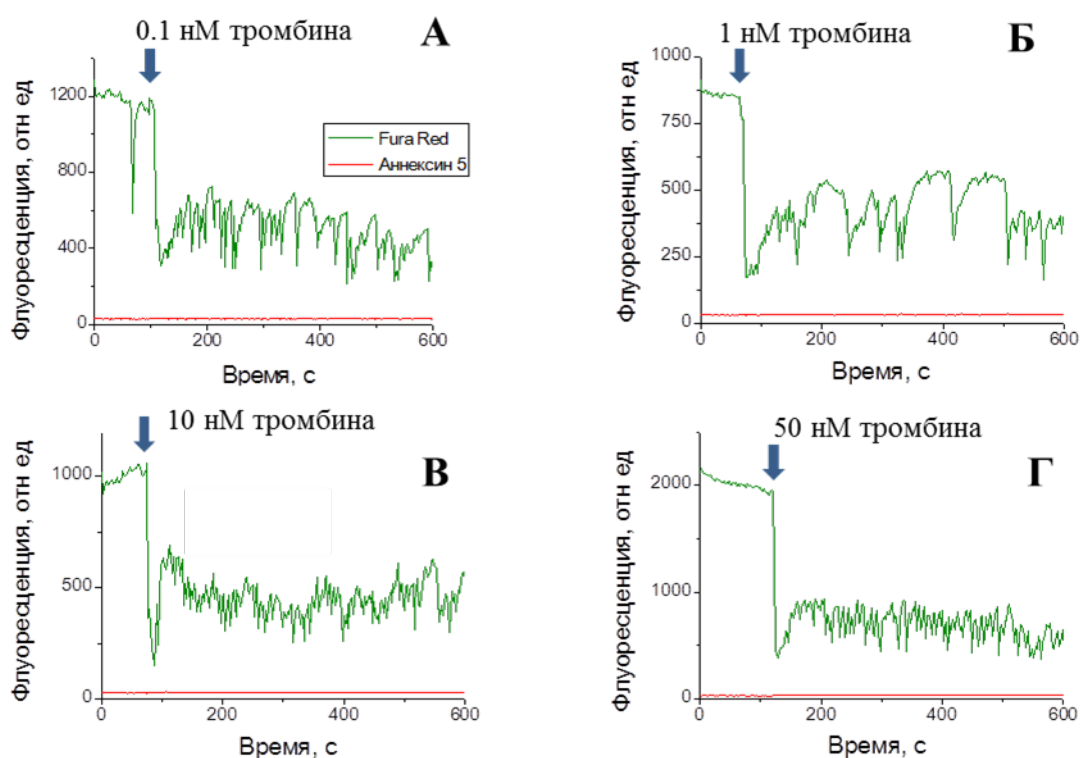 0.1 нМ тромбина
А
Флуоресценция, отн ед
1200
800
400
0
Fura Red
Аннексин 5
0
200
400
600
Время, с
1 нМ тромбина
Б
Флуоресценция, отн ед
1000
750
500
250
0
0
200
400
600
Время, с
10 нМ тромбина
В
Флуоресценция, отн ед
1000
500
0
0
200
400
600
Время, с
50 нМ тромбина
Г
Флуоресценция, отн ед
2000
1000
0
0
200
400
600
Время, с